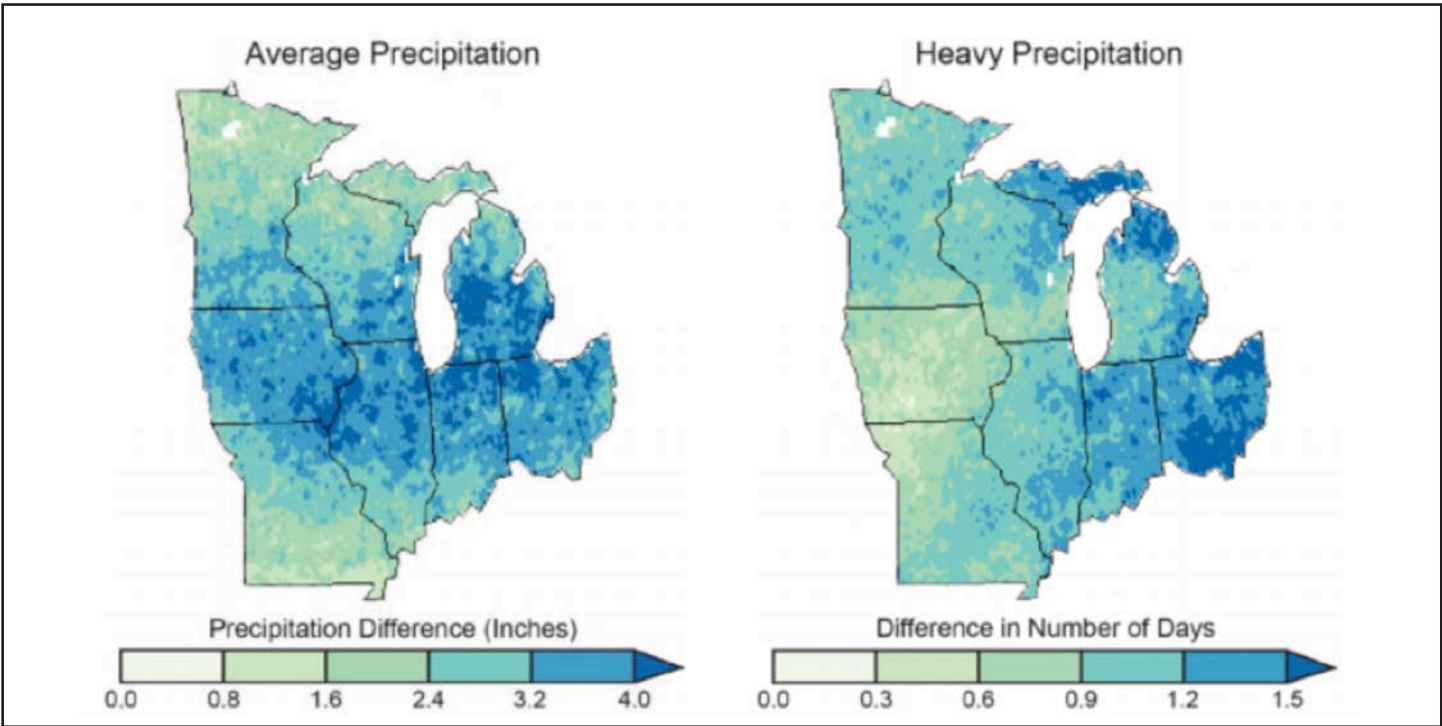 Average Precipitation
Heavy Precipitation
Precipitation Difference (Inches)
0.0 0.8 1.6 2.4 3.2 4.0
Difference in Number of Days
0.0 0.3 0.6 0.9 1.2 1.5